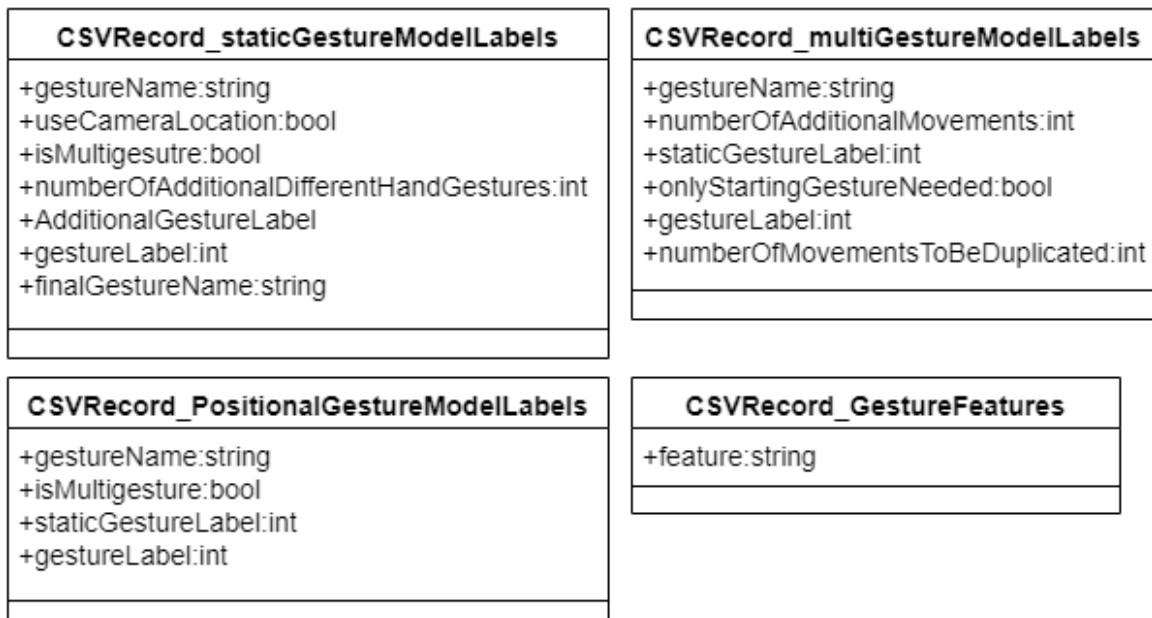 CSVRecord_staticGestureModelLabels
+gestureName:string
+useCameraLocation:bool
+isMultigesutre:bool
+numberOfAdditionalDifferentHandGestures:int
+AdditionalGestureLabel
+gestureLabel:int
+finalGestureName:string
CSVRecord_multiGestureModelLabels
+gestureName:string
+numberOfAdditionalMovements:int
+staticGestureLabel:int
+onlyStartingGestureNeeded:bool
+gestureLabel:int
+numberOfMovementsToBeDuplicated:int
CSVRecord_PositionalGestureModelLabels
+gestureName:string
+isMultigesture:bool
+staticGestureLabel:int
+gestureLabel:int
CSVRecord_GestureFeatures
+feature:string